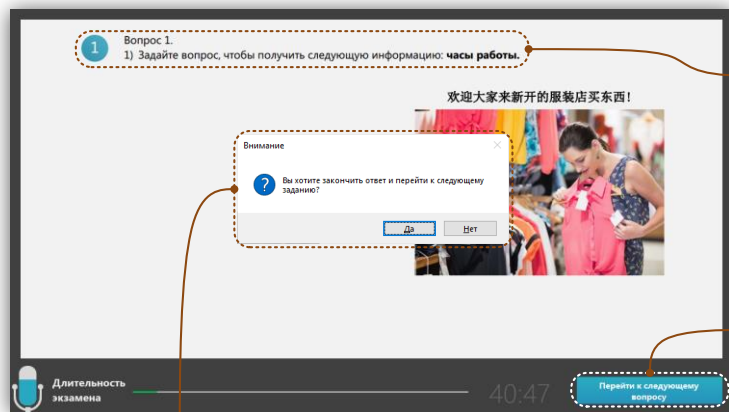 1
Вопрос 1.
1) Задайте вопрос, чтобы получить следующую информацию: часы работы.
欢迎大家来新开的服装店买东西!
Внимание
Вы хотите закончить ответ и перейти к следующему
заданию?
Да
Нет
Длительность
экзамена
40:47
Перейти к следующему
вопросу